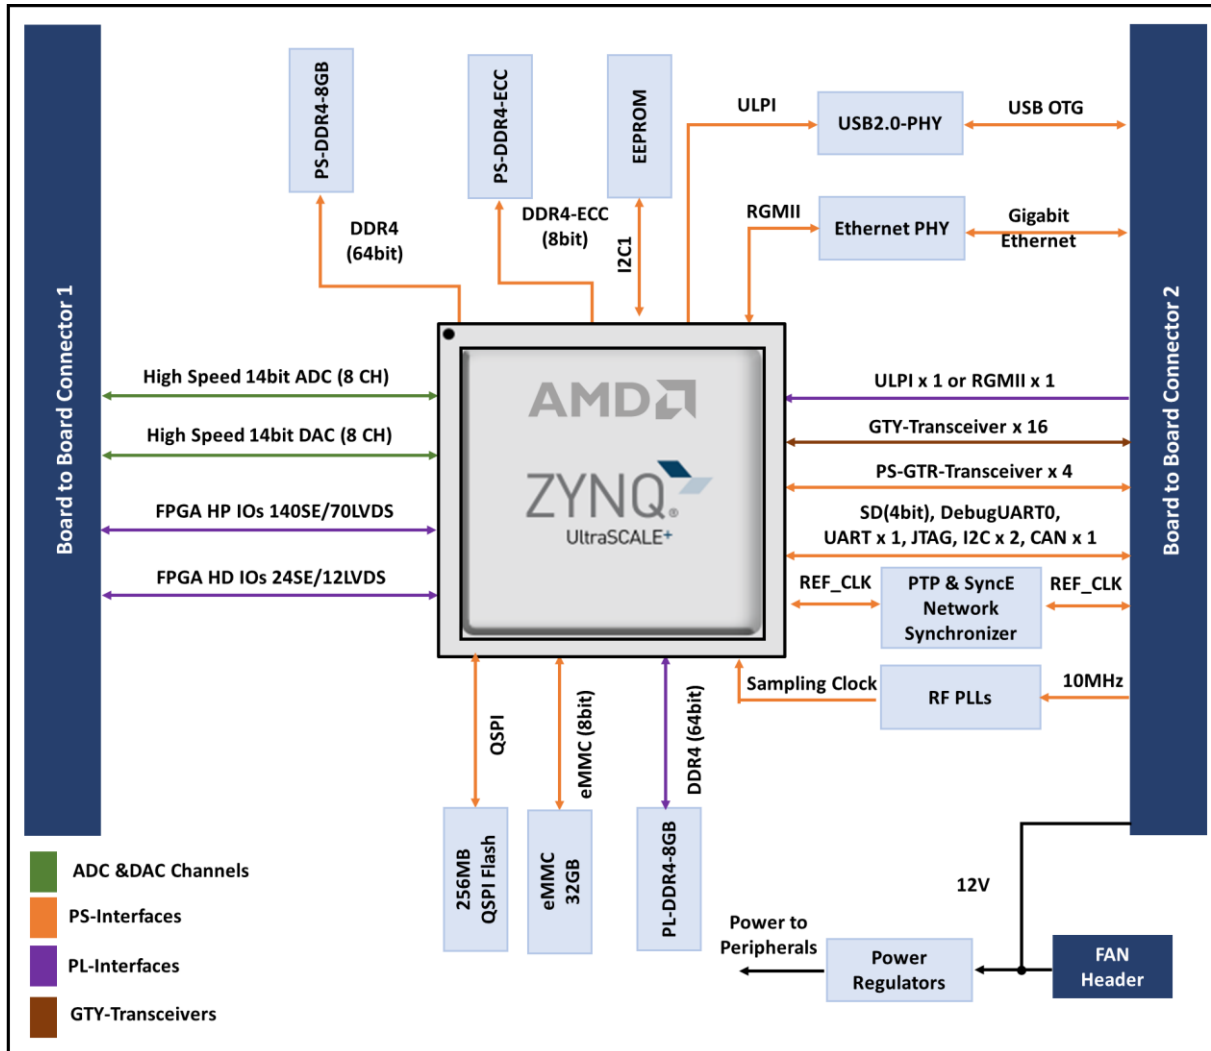 PS-DDR4-8GB
PS-DDR4-ECC
EEPROM
ULPI
USB2.0-PHY
USB OTG
DDR4
(64bit)
DDR4-ECC
(8bit)
I2C1
RGMII
Ethernet PHY
Gigabit
Ethernet
Board to Board Connector 1
Board to Board Connector 2
High Speed 14bit ADC (8 CH)
High Speed 14bit DAC (8 CH)
FPGA HP IOs 140SE/70LVDS
FPGA HD IOs 24SE/12LVDS
AMD
ZYNQ®
UltraSCALE+
ULPI x 1 or RGMII x 1
GTY-Transceiver x 16
PS-GTR-Transceiver x 4
SD(4bit), DebugUART0,
UART x 1, JTAG, I2C x 2, CAN x 1
REF_CLK
PTP & SyncE
Network
Synchronizer
REF_CLK
Sampling Clock
RF PLLs
10MHz
QSPI
eMMC (8bit)
DDR4 (64bit)
256MB
QSPI Flash
eMMC
32GB
PL-DDR4-8GB
ADC &DAC Channels
PS-Interfaces
PL-Interfaces
GTY-Transceivers
12V
Power to
Peripherals
Power
Regulators
FAN
Header